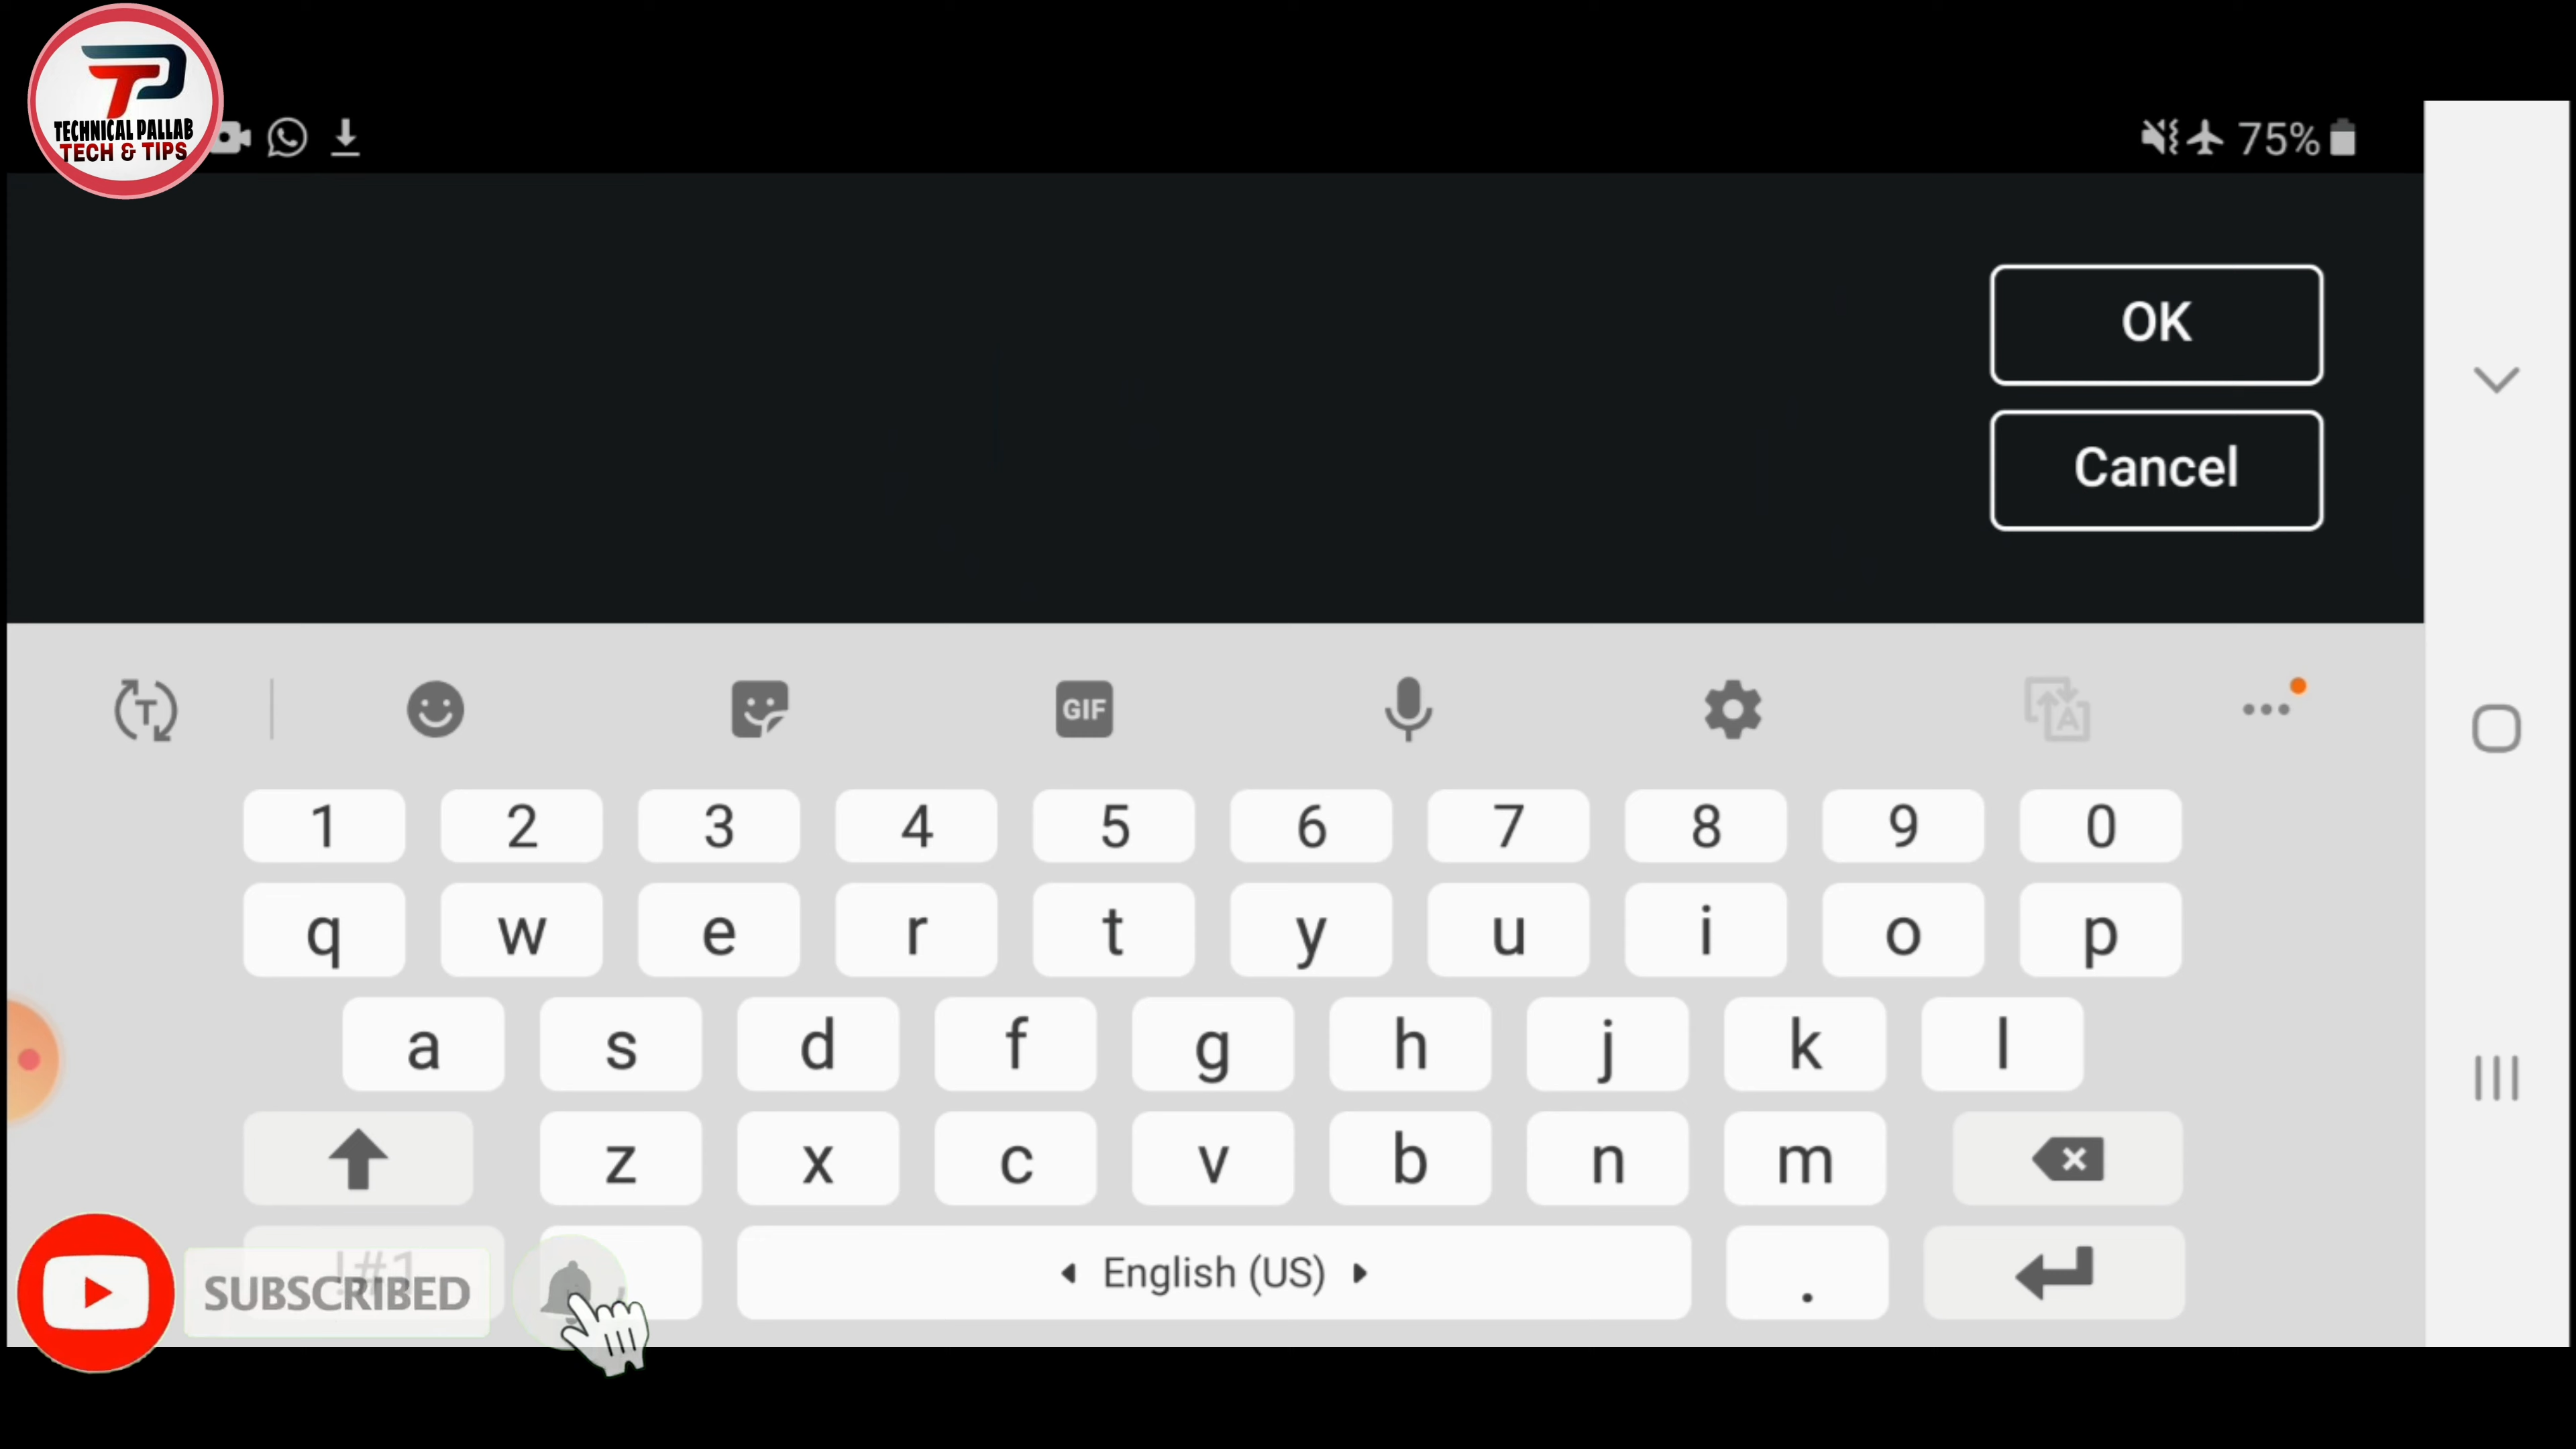 TECHNICAL PALLAB
TECH & TIPS
75%
OK
Cancel
T
GIF
A
1 2 3 4 5 6 7 8 9 0
q w e r t y u i o p
a s d f g h j k l
z x c v b n m
!#1 , English (US) .
SUBSCRIBED